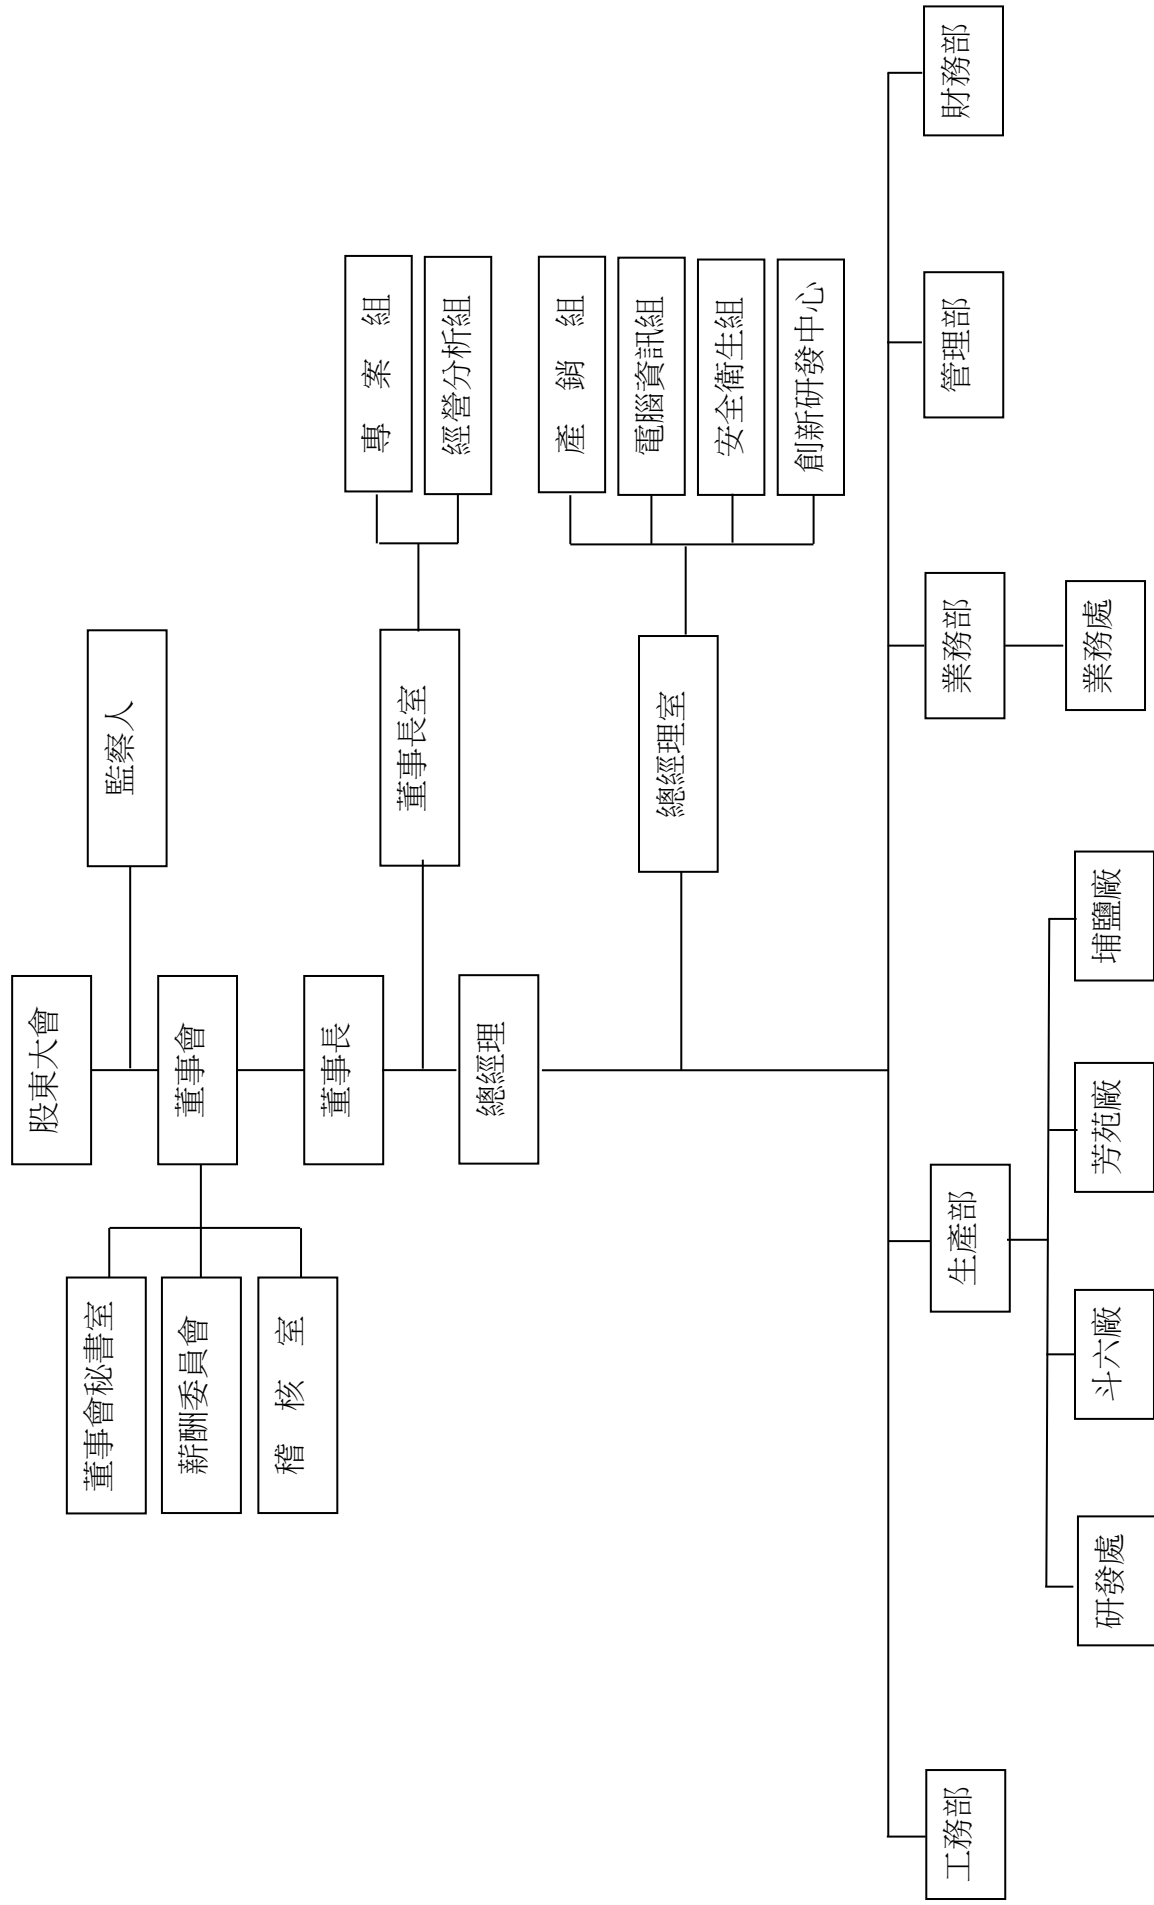 股東大會
監察人
董事會
董事會秘書室
薪酬委員會
稽核室
董事長
董事長室
專案組
經營分析組
總經理
總經理室
產銷組
電腦資訊組
安全衛生組
創新研發中心
工務部
生產部
業務部
管理部
財務部
研發處
斗六廠
芳苑廠
埔鹽廠
業務處